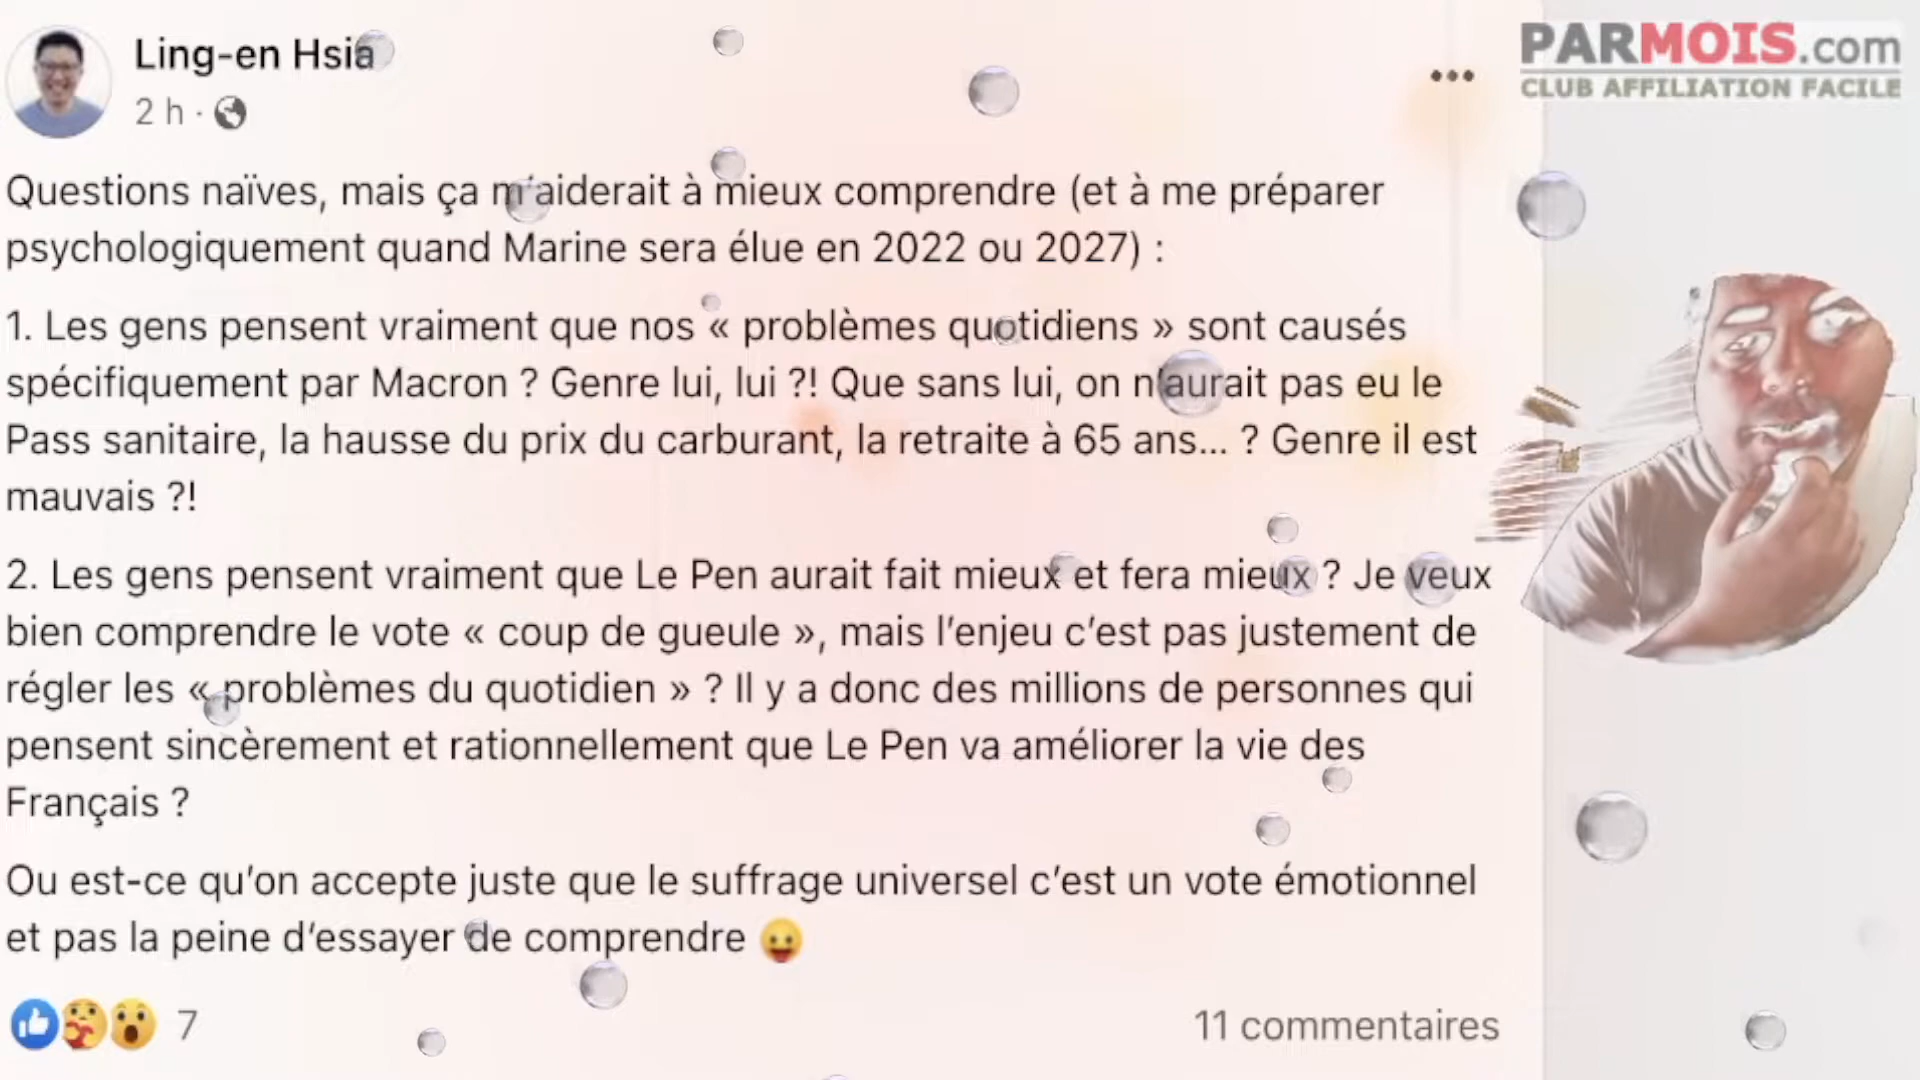 Ling-en Hsia
PARMOIS.com
CLUB AFFILIATION FACILE
2 h ·
Questions naïves, mais ça m'aiderait à mieux comprendre (et à me préparer
psychologiquement quand Marine sera élue en 2022 ou 2027) :
1. Les gens pensent vraiment que nos « problèmes quotidiens » sont causés
spécifiquement par Macron ? Genre lui, lui ?! Que sans lui, on n'aurait pas eu le
Pass sanitaire, la hausse du prix du carburant, la retraite à 65 ans... ? Genre il est
mauvais ?!
2. Les gens pensent vraiment que Le Pen aurait fait mieux et fera mieux ? Je veux
bien comprendre le vote « coup de gueule », mais l'enjeu c'est pas justement de
régler les « problèmes du quotidien » ? Il y a donc des millions de personnes qui
pensent sincèrement et rationnellement que Le Pen va améliorer la vie des
Français ?
Ou est-ce qu'on accepte juste que le suffrage universel c'est un vote émotionnel
et pas la peine d'essayer de comprendre 😛
7
11 commentaires